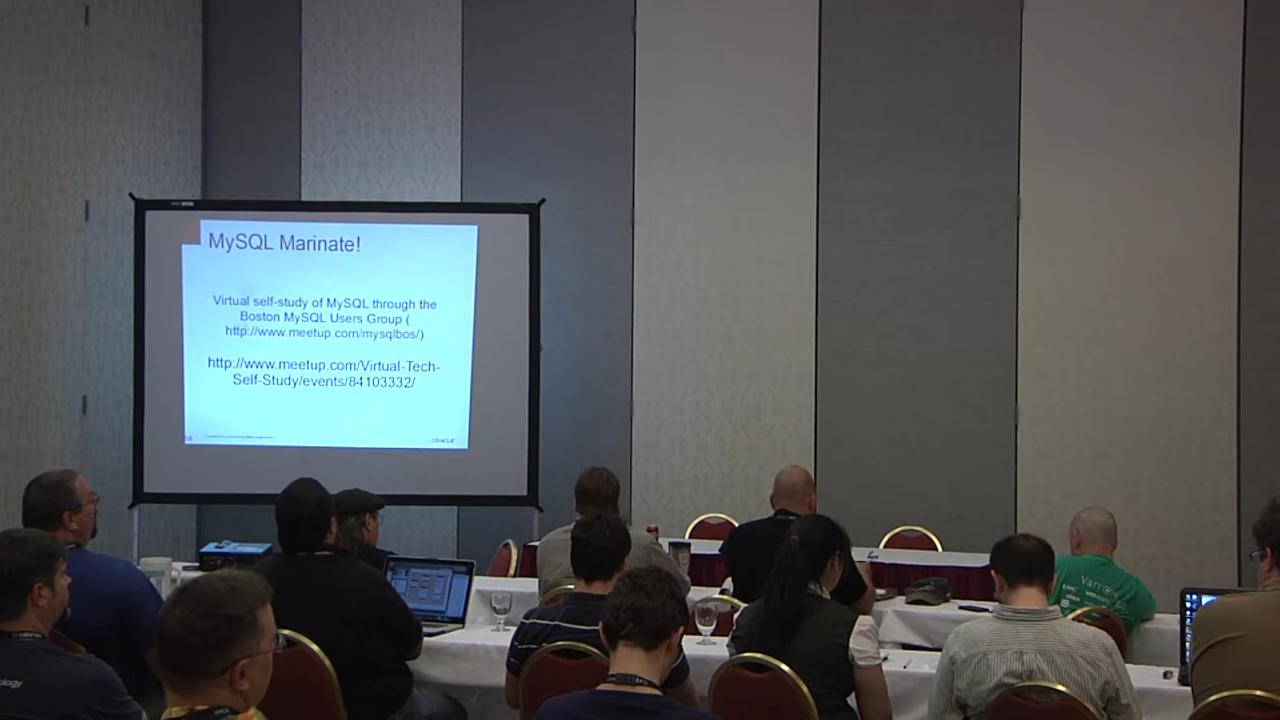 MySQL Marinate!
Virtual self-study of MySQL through the
Boston MySQL Users Group (
http://www.meetup.com/mysqlbos/)
http://www.meetup.com/Virtual-Tech-
Self-Study/events/84103332/
ORACLE